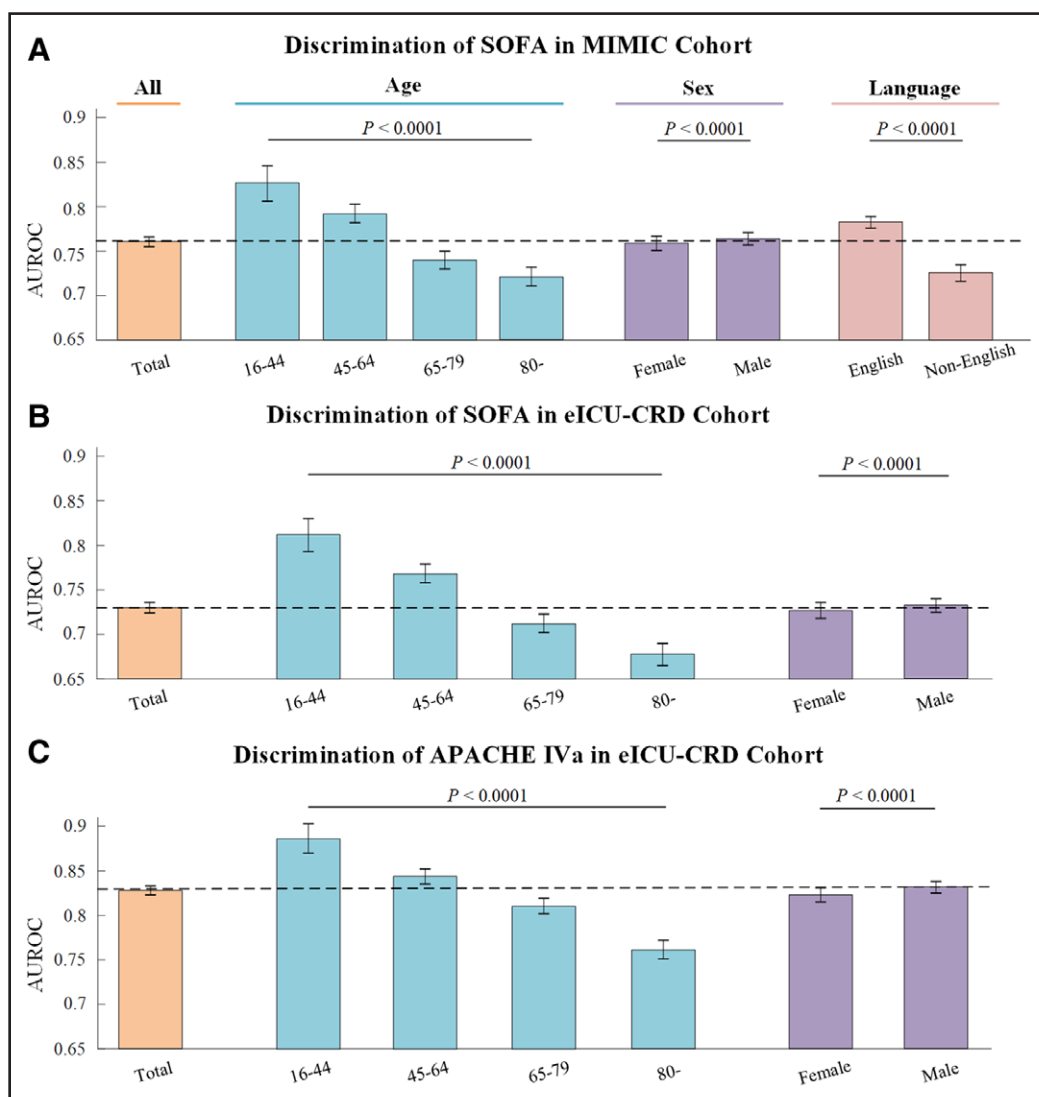 A
Discrimination of SOFA in MIMIC Cohort
All Age Sex Language
P < 0.0001 P < 0.0001 P < 0.0001
AUROC
0.9
0.85
0.8
0.75
0.7
0.65
Total 16-44 45-64 65-79 80- Female Male English Non-English
B
Discrimination of SOFA in eICU-CRD Cohort
P < 0.0001 P < 0.0001
AUROC
0.9
0.85
0.8
0.75
0.7
0.65
Total 16-44 45-64 65-79 80- Female Male
C
Discrimination of APACHE IVa in eICU-CRD Cohort
P < 0.0001 P < 0.0001
AUROC
0.9
0.85
0.8
0.75
0.7
0.65
Total 16-44 45-64 65-79 80- Female Male